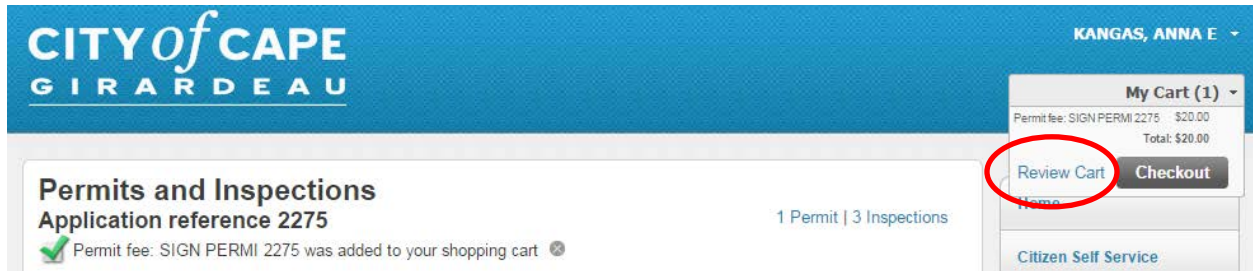 CITY of CAPE
GIRARDEAU
KANGAS, ANNA E
My Cart (1)
Permit fee: SIGN PERMI 2275 $20.00
Total: $20.00
Review Cart Checkout
Permits and Inspections
Application reference 2275
1 Permit | 3 Inspections
Permit fee: SIGN PERMI 2275 was added to your shopping cart
Home
Citizen Self Service